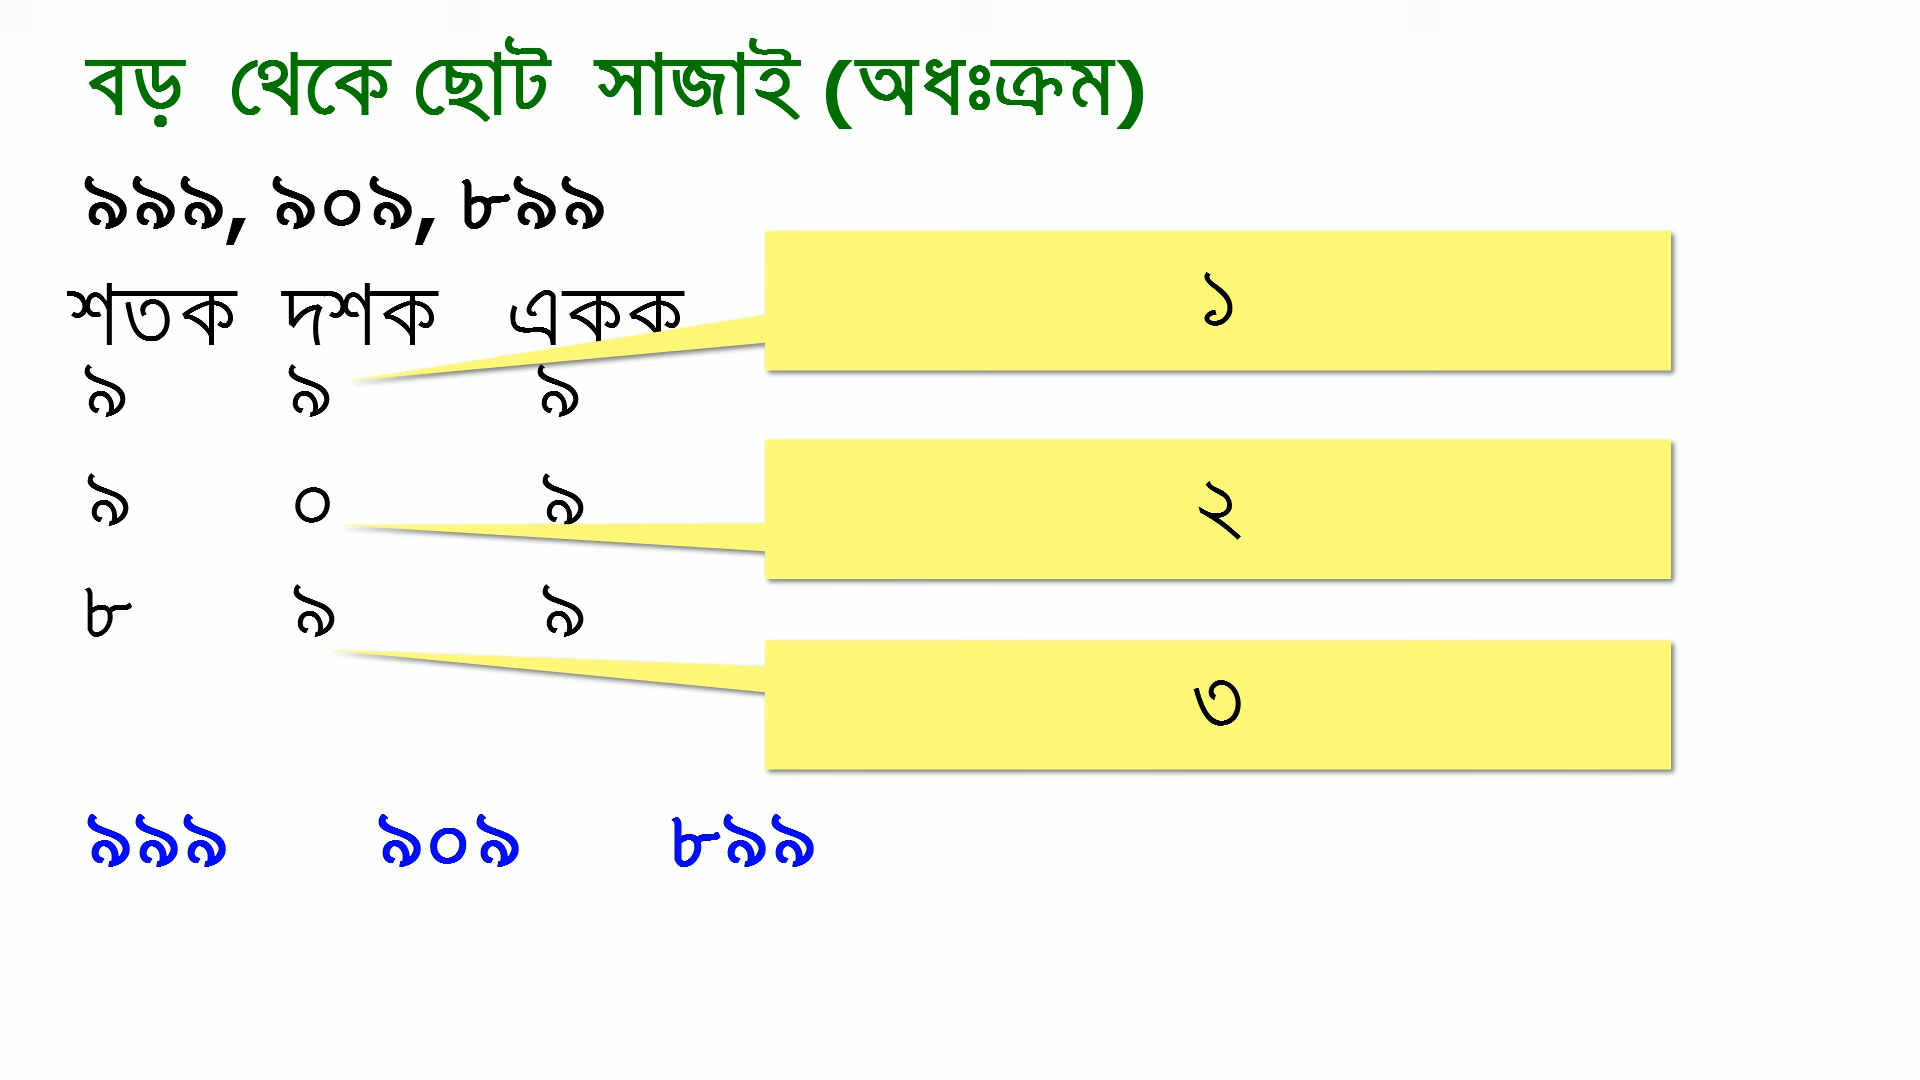 বড় থেকে ছোট সাজাই (অধঃক্রম)
৯৯৯, ৯০৯, ৮৯৯
শতক দশক একক
১
৯ ৯ ৯
৯ ০ ৯
২
৮ ৯ ৯
৩
৯৯৯ ৯০৯ ৮৯৯